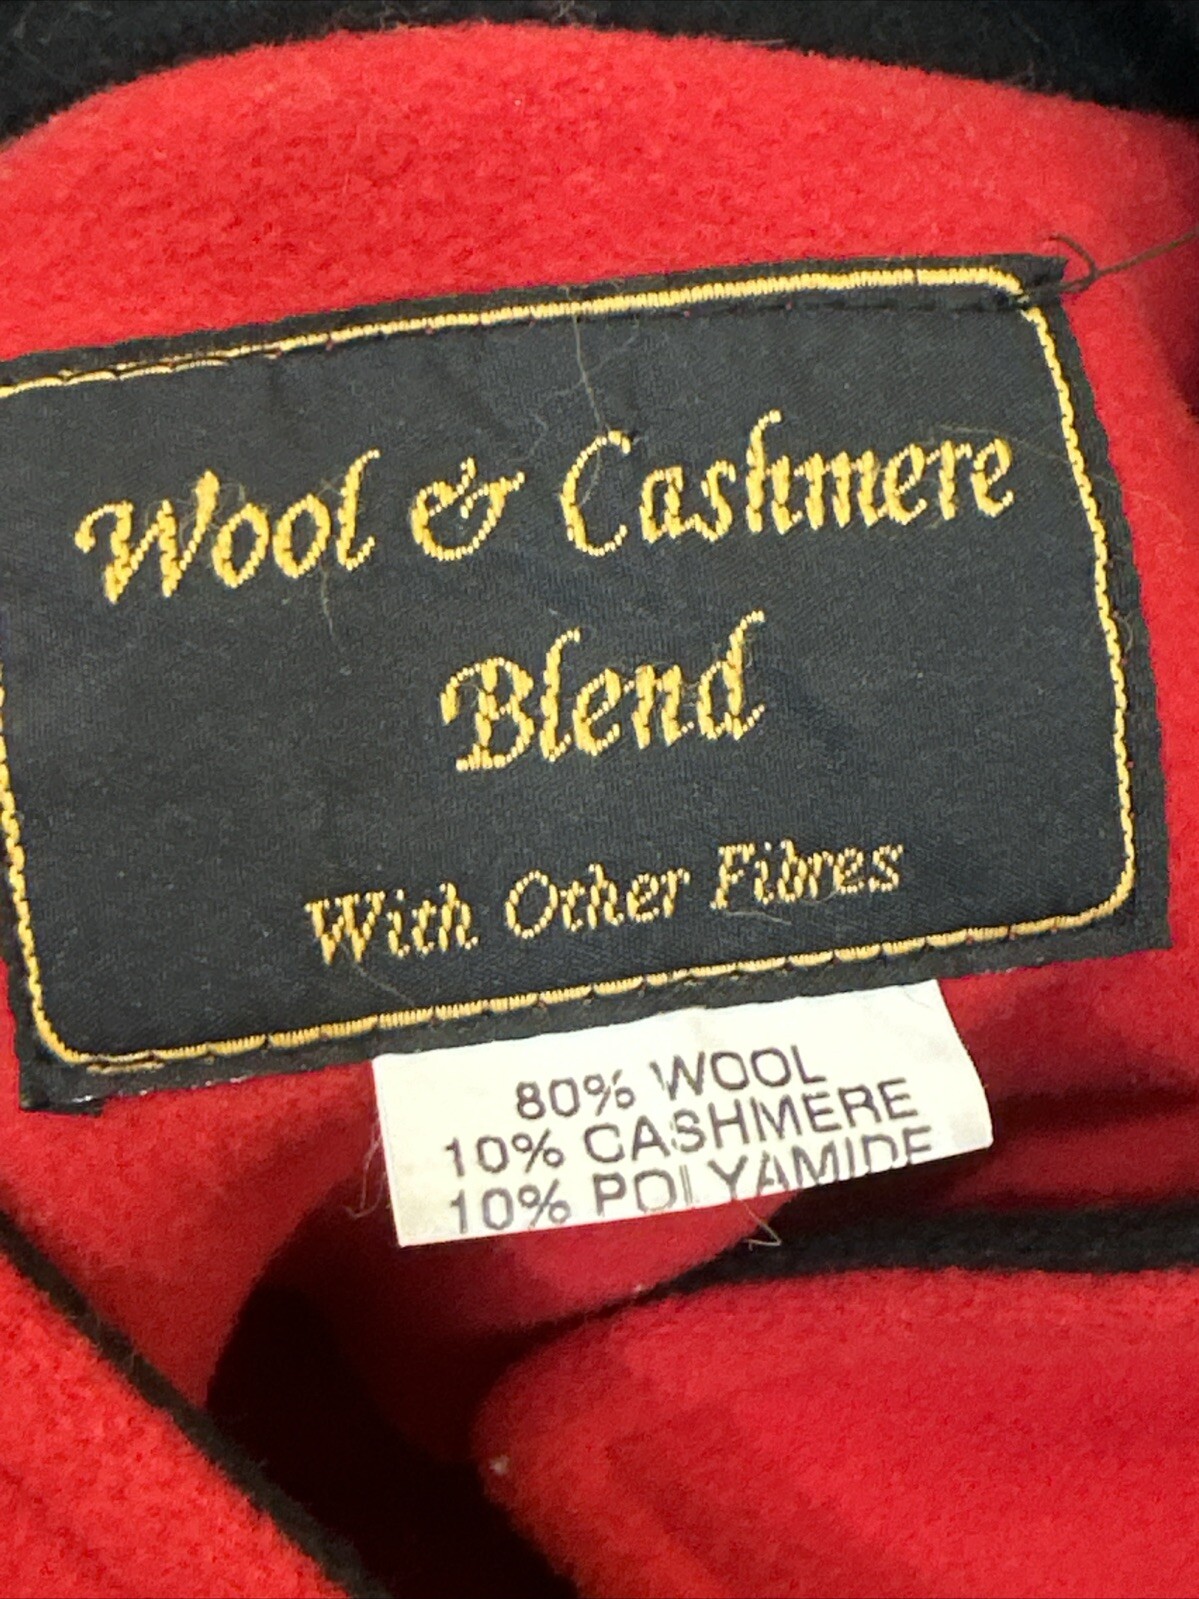 Wool & Cashmere
Blend
With Other Fibres
80% WOOL
10% CASHMERE
10% POLYAMIDE